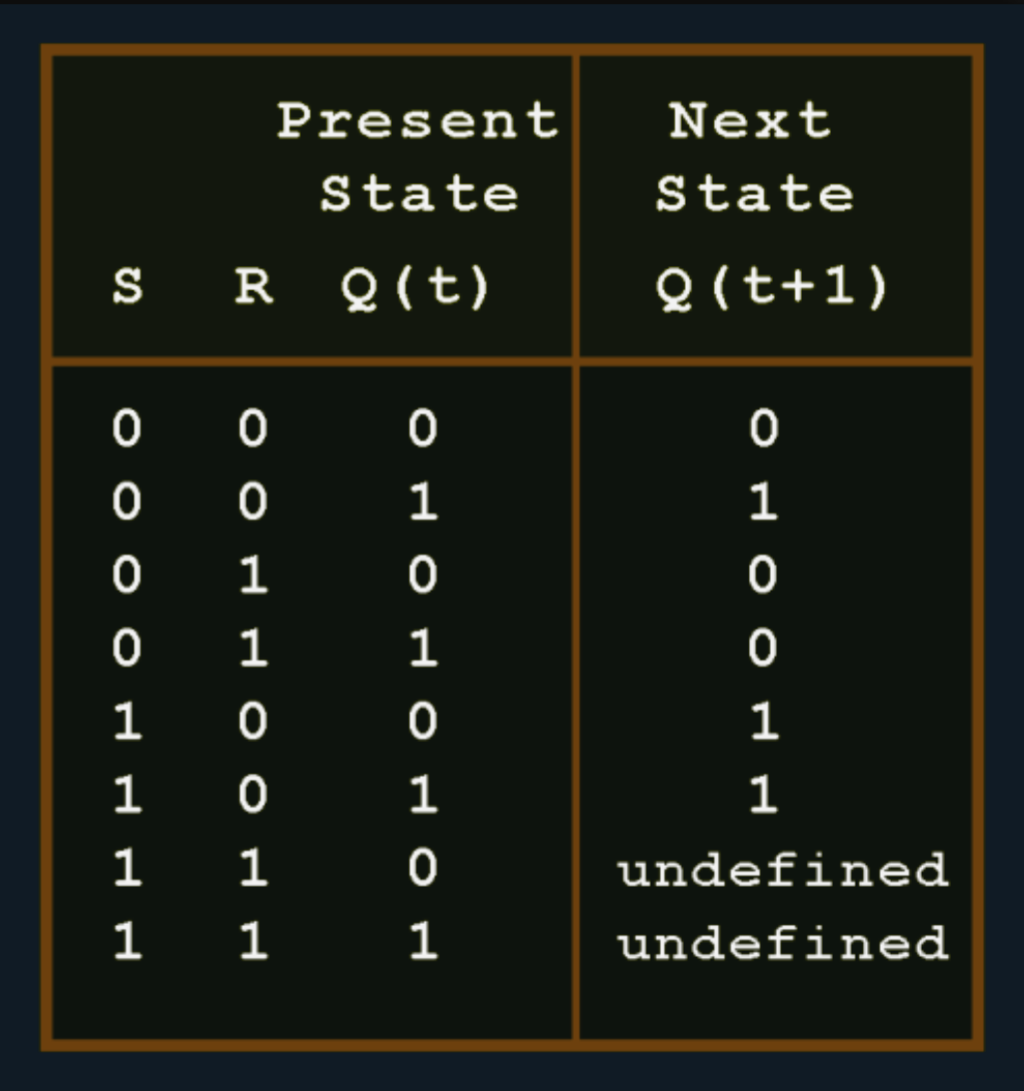 Present Next
State State
S R Q(t) Q(t+1)
0 0 0 0
0 0 1 1
0 1 0 0
0 1 1 0
1 0 0 1
1 0 1 1
1 1 0 undefined
1 1 1 undefined